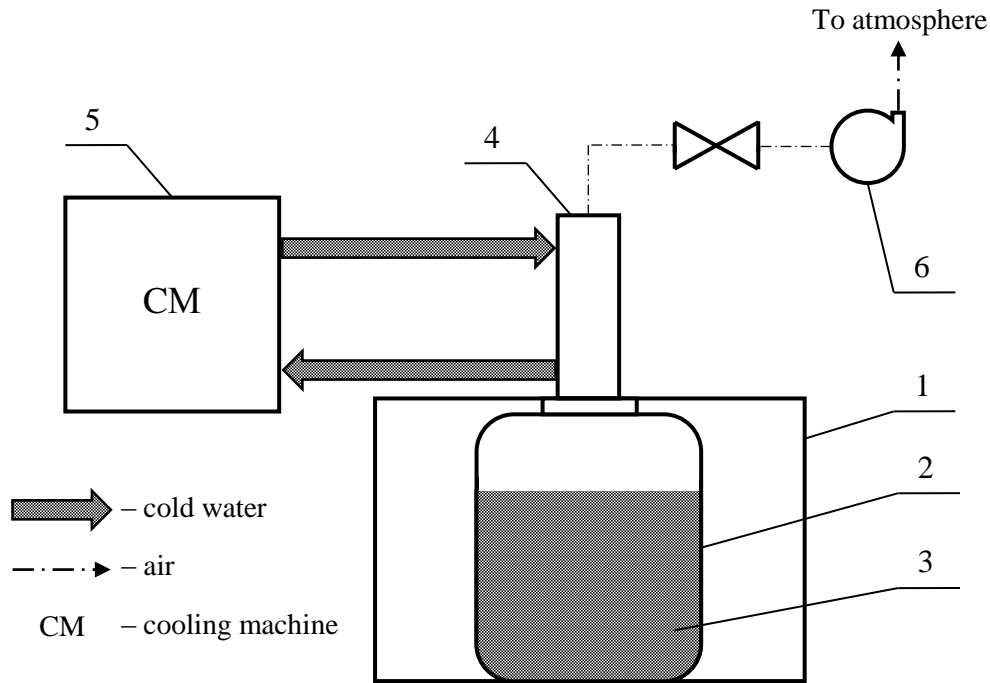 To atmosphere
5
4
CM
6
1
2
3
– cold water
– air
CM – cooling machine